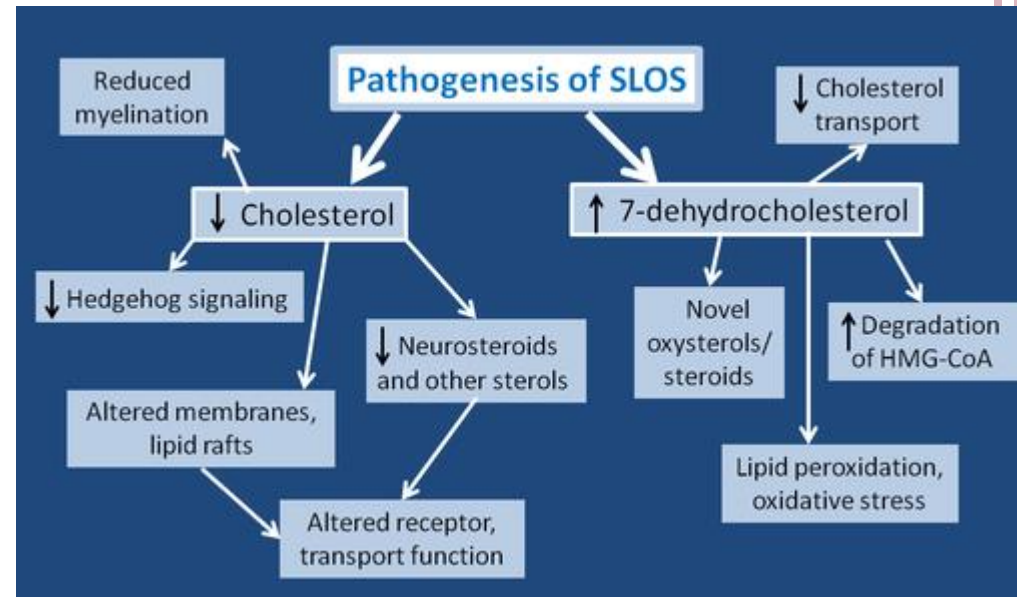 Pathogenesis of SLOS
Reduced
myelination
↓ Cholesterol
transport
↓ Cholesterol
↑ 7-dehydrocholesterol
↓ Hedgehog signaling
Novel
oxysterols/
steroids
↑ Degradation
of HMG-CoA
↓ Neurosteroids
and other sterols
Altered membranes,
lipid rafts
Lipid peroxidation,
oxidative stress
Altered receptor,
transport function